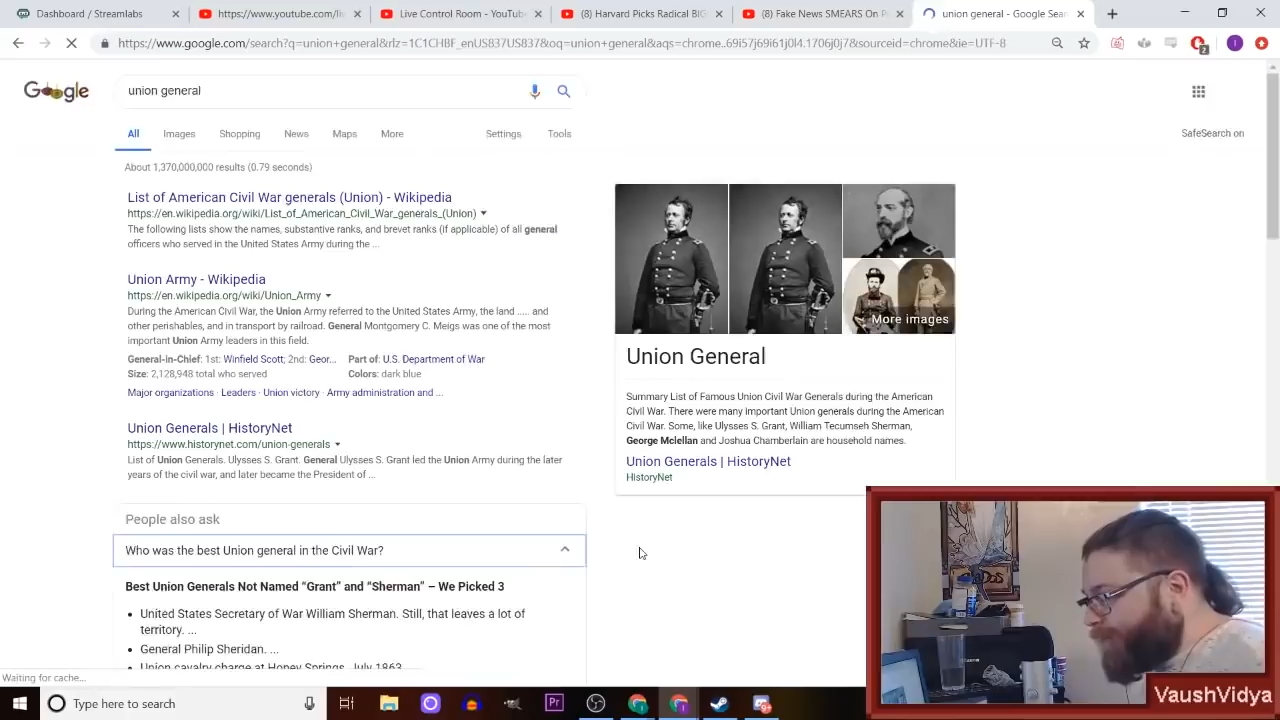 Dashboard / Streamlabs
https://www.youtube.com/li
Live Control Room - YouTube
(8) Harvard Picks Radical BIG
(8) Fake News SMEARS On P
union general - Google Sear
https://www.google.com/search?q=union+general&rlz=1C1CHBF_enUS837US837&oq=union+general&aqs=chrome..69i57j69i61j0l4.1706j0j7&sourceid=chrome&ie=UTF-8
2
Google
union general
All Images Shopping News Maps More Settings Tools
SafeSearch on
About 1,370,000,000 results (0.79 seconds)
List of American Civil War generals (Union) - Wikipedia
https://en.wikipedia.org/wiki/List_of_American_Civil_War_generals_(Union)
The following lists show the names, substantive ranks, and brevet ranks (if applicable) of all general
officers who served in the United States Army during the ...
Union Army - Wikipedia
https://en.wikipedia.org/wiki/Union_Army
During the American Civil War, the Union Army referred to the United States Army, the land ..... and
other perishables, and in transport by railroad. General Montgomery C. Meigs was one of the most
important Union Army leaders in this field.
General-in-Chief: 1st: Winfield Scott; 2nd: Geor... Part of: U.S. Department of War
Size: 2,128,948 total who served Colors: dark blue
Major organizations · Leaders · Union victory · Army administration and ...
Union Generals | HistoryNet
https://www.historynet.com/union-generals
List of Union Generals. Ulysses S. Grant. General Ulysses S. Grant led the Union Army during the later
years of the civil war, and later became the President of ...
People also ask
Who was the best Union general in the Civil War?
Best Union Generals Not Named “Grant” and “Sherman” – We Picked 3
United States Secretary of War William Sherman. Still, that leaves a lot of
territory. ...
General Philip Sheridan. ...
Union cavalry charge at Honey Springs, July 1863
More images
Union General
Summary List of Famous Union Civil War Generals during the American
Civil War. There were many important Union generals during the American
Civil War. Some, like Ulysses S. Grant, William Tecumseh Sherman,
George Mclellan and Joshua Chamberlain are household names.
Union Generals | HistoryNet
HistoryNet
Waiting for cache...
Type here to search
Pr
VaushVidya